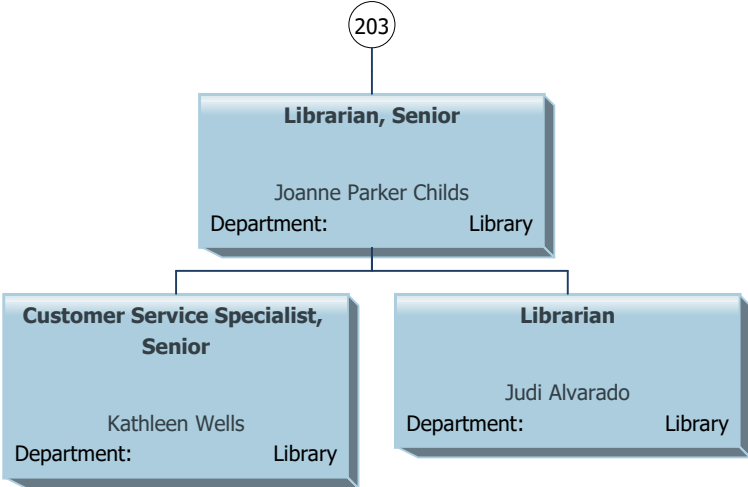 203
Librarian, Senior
Joanne Parker Childs
Department: Library
Customer Service Specialist,
Senior
Kathleen Wells
Department: Library
Librarian
Judi Alvarado
Department: Library